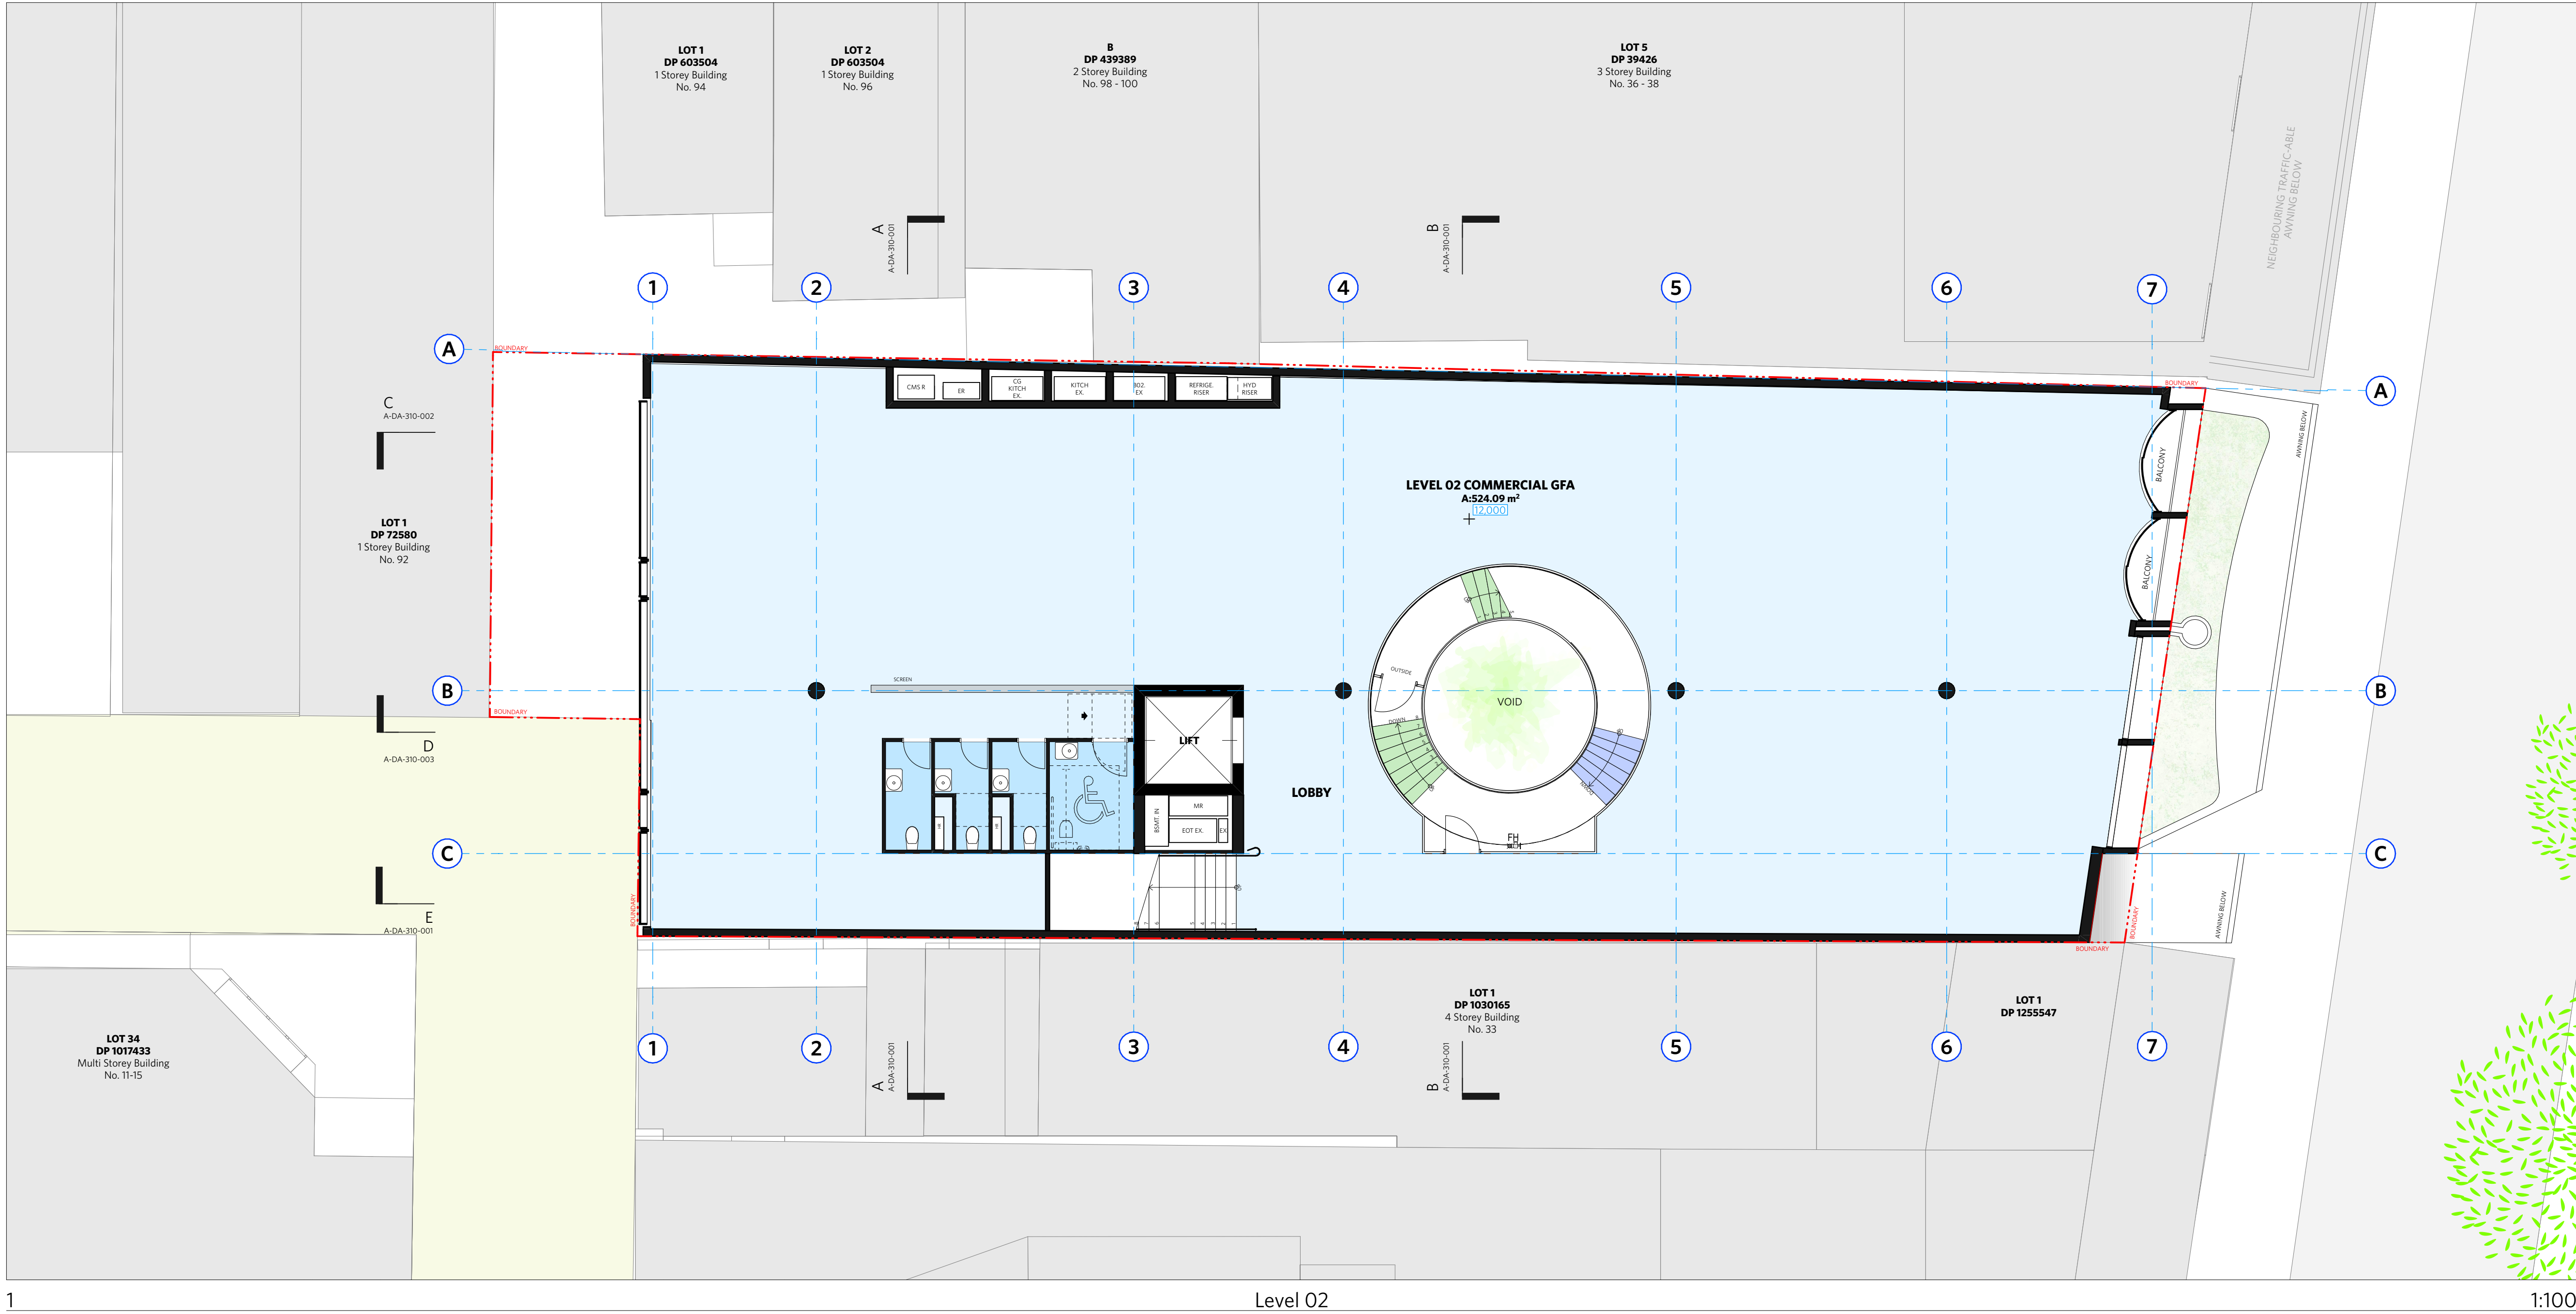 LOT 1
DP 603504
1 Storey Building
No. 94
LOT 2
DP 603504
1 Storey Building
No. 96
B
DP 439389
2 Storey Building
No. 98 - 100
LOT 5
DP 39426
3 Storey Building
No. 36 - 38
NEIGHBOURING TRAFFIC-ABLE
AWNING BELOW
A
A-DA-310-001
B
A-DA-310-001
1
2
3
4
5
6
7
A
BOUNDARY
BOUNDARY
A
C
A-DA-310-002
CMS R
ER
CG
KITCH
EX.
KITCH
EX.
B02.
EX
REFRIGE.
RISER
HYD
RISER
AWNING BELOW
BALCONY
LEVEL 02 COMMERCIAL GFA
A:524.09 m²
12,000
LOT 1
DP 72580
1 Storey Building
No. 92
BALCONY
OUTSIDE
SCREEN
B
B
BOUNDARY
VOID
DOWN
DOWN
D
A-DA-310-003
LIFT
LOBBY
BSMT. IN
MR
EOT EX.
EX
FH
C
C
E
A-DA-310-001
BOUNDARY
BOUNDARY
AWNING BELOW
BOUNDARY
LOT 1
DP 1030165
4 Storey Building
No. 33
LOT 1
DP 1255547
LOT 34
DP 1017433
Multi Storey Building
No. 11-15
1
2
3
4
5
6
7
A
A-DA-310-001
B
A-DA-310-001
1
Level 02
1:100